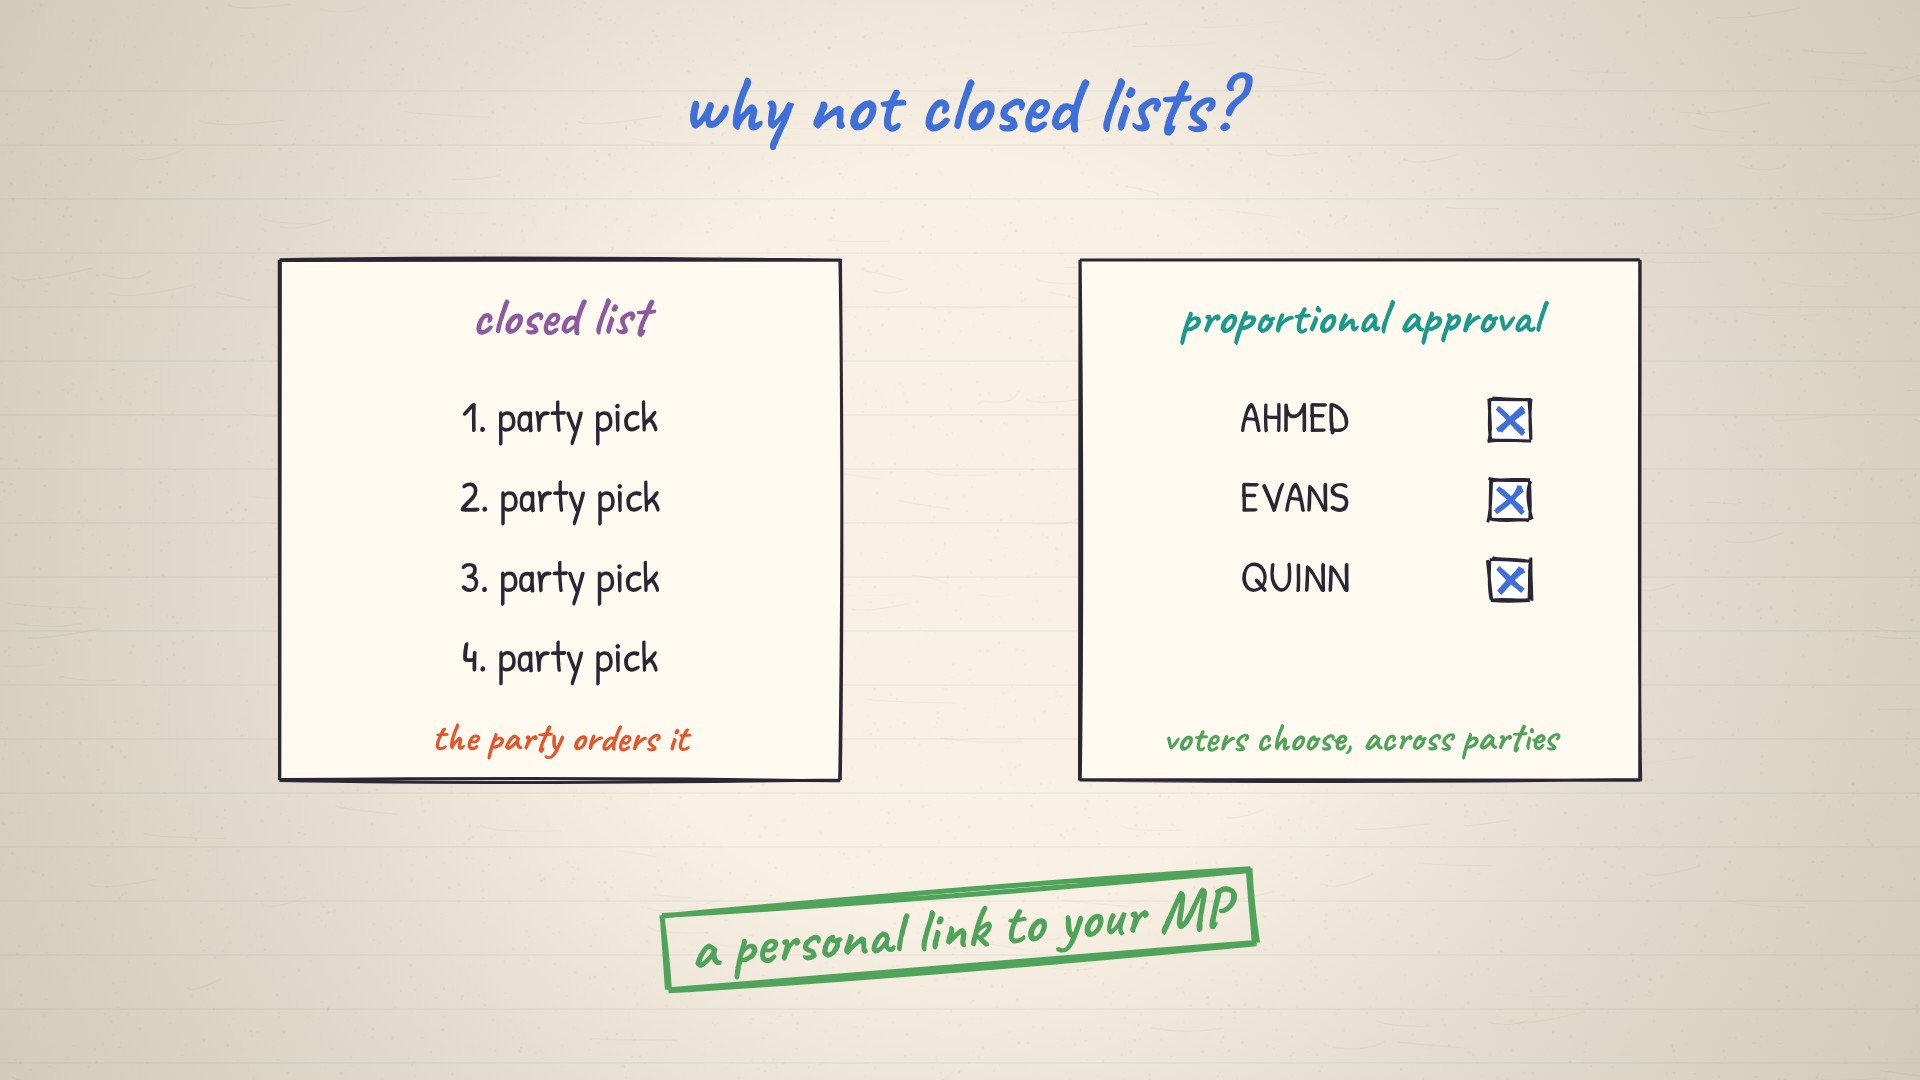 why not closed lists?
closed list
1. party pick
2. party pick
3. party pick
4. party pick
the party orders it
proportional approval
AHMED
EVANS
QUINN
voters choose, across parties
a personal link to your MP